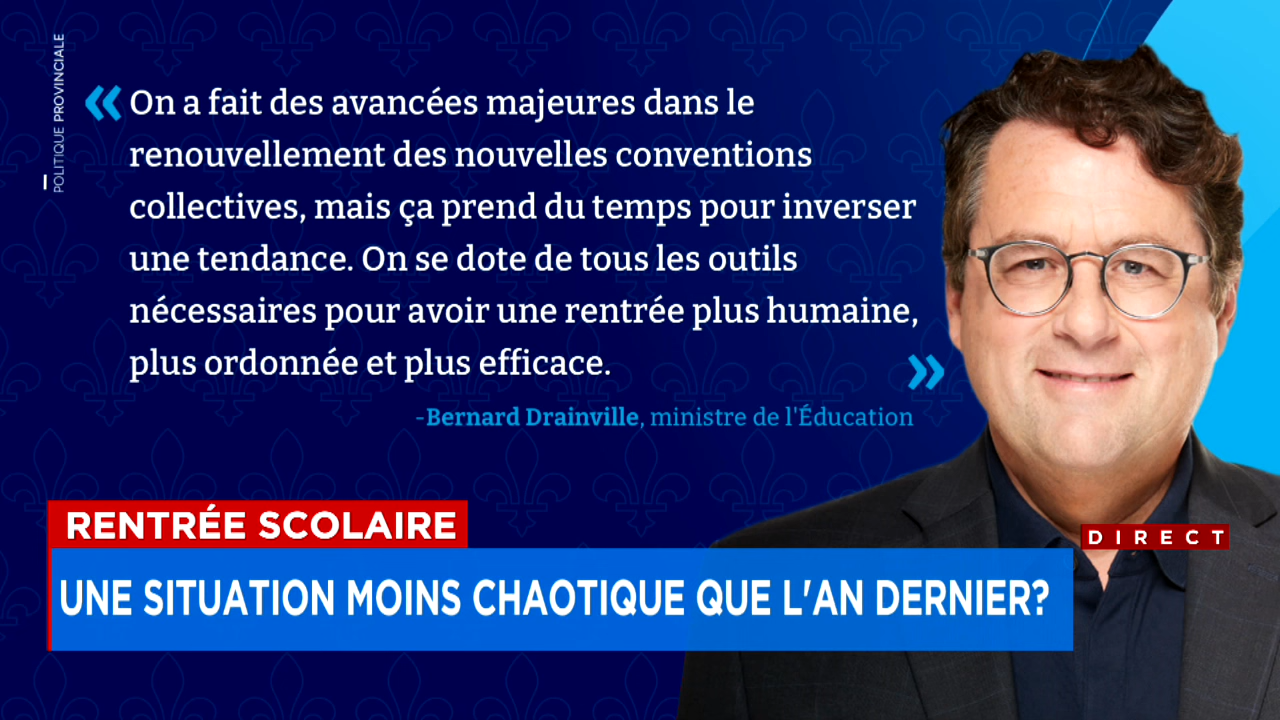 POLITIQUE PROVINCIALE
« On a fait des avancées majeures dans le
renouvellement des nouvelles conventions
collectives, mais ça prend du temps pour inverser
une tendance. On se dote de tous les outils
nécessaires pour avoir une rentrée plus humaine,
plus ordonnée et plus efficace. »
-Bernard Drainville, ministre de l'Éducation
RENTRÉE SCOLAIRE
DIRECT
UNE SITUATION MOINS CHAOTIQUE QUE L'AN DERNIER?